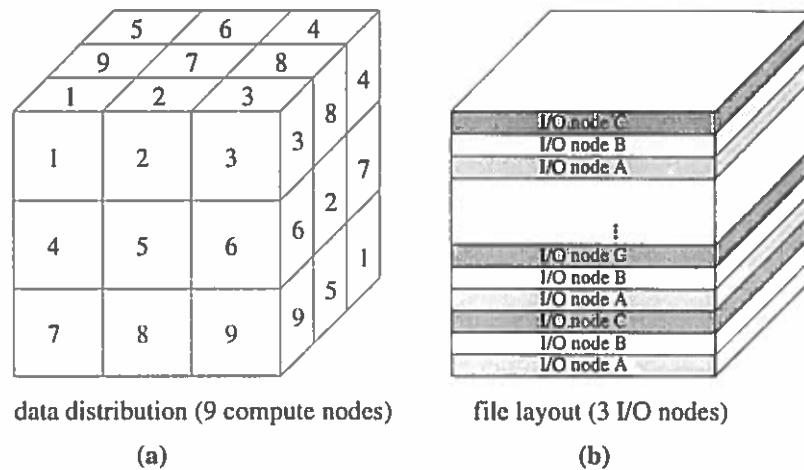 5 6 4
9 7 8
1 2 3
1 2 3
4 5 6
7 8 9
3 8 4
6 2 7
9 5 1
data distribution (9 compute nodes)
(a)
I/O node C
I/O node B
I/O node A
I/O node G
I/O node B
I/O node A
I/O node C
I/O node B
I/O node A
file layout (3 I/O nodes)
(b)